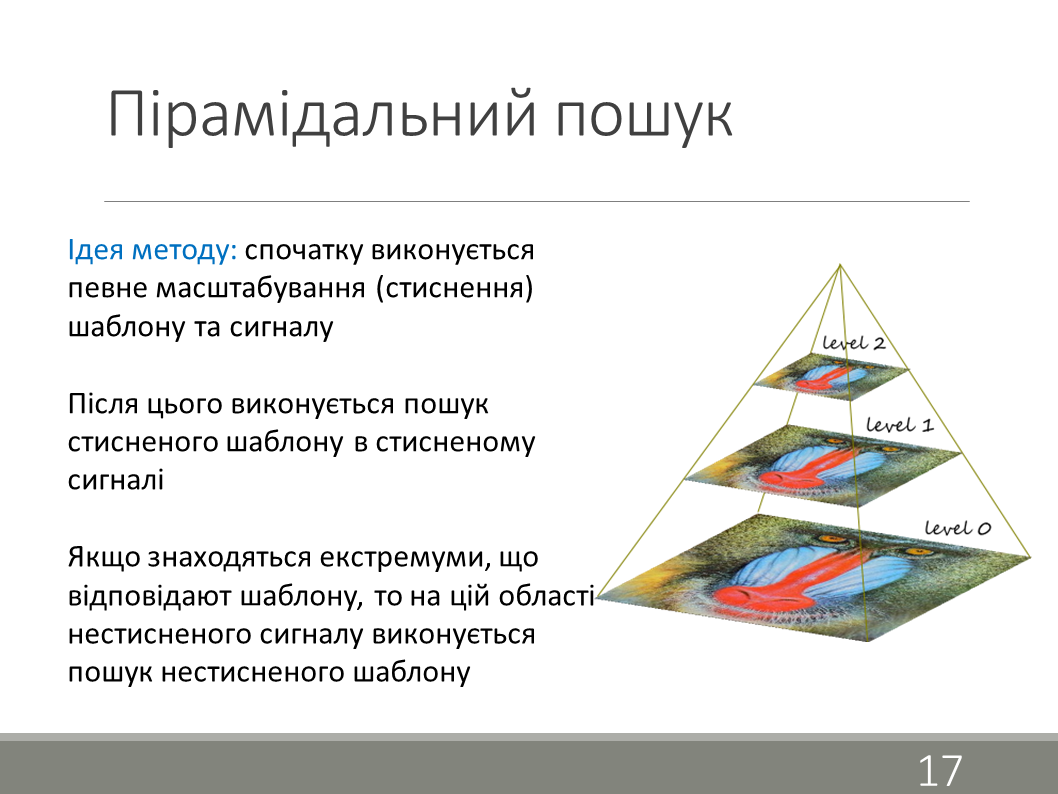 Пірамідальний пошук
Ідея методу: спочатку виконується
певне масштабування (стиснення)
шаблону та сигналу
Після цього виконується пошук
стисненого шаблону в стисненому
сигналі
Якщо знаходяться екстремуми, що
відповідают шаблону, то на цій області
нестисненого сигналу виконується
пошук нестисненого шаблону
level 2
level 1
level 0
17